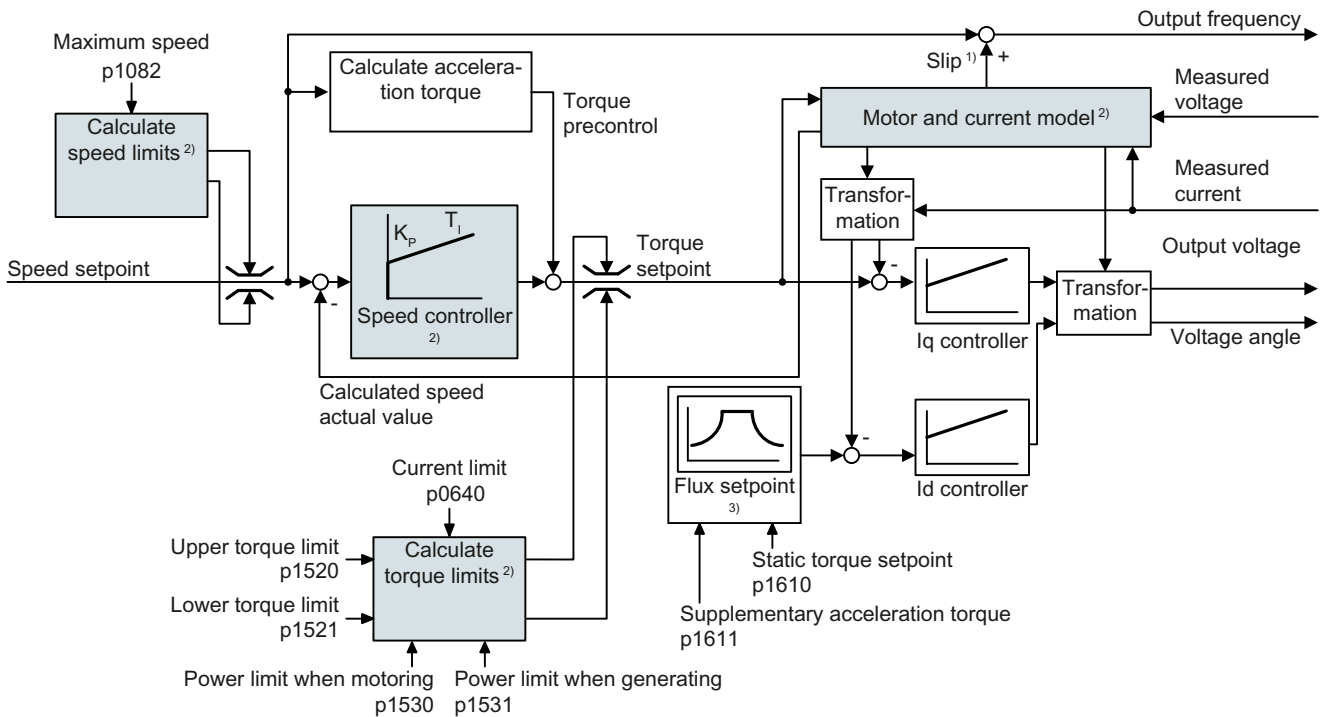 Output frequency
Maximum speed
p1082
Slip 1) +
Calculate accelera-
tion torque
Measured
voltage
Torque
precontrol
Calculate
speed limits 2)
Motor and current model 2)
Measured
current
Transfor-
mation
KP TI
Speed setpoint
Torque
setpoint
Output voltage
-
-
Speed controller
2)
Iq controller
Transfor-
mation
Voltage angle
Calculated speed
actual value
-
Current limit
p0640
Flux setpoint
3)
Id controller
Upper torque limit
p1520
Calculate
torque limits 2)
Static torque setpoint
p1610
Lower torque limit
p1521
Supplementary acceleration torque
p1611
Power limit when motoring
p1530
Power limit when generating
p1531